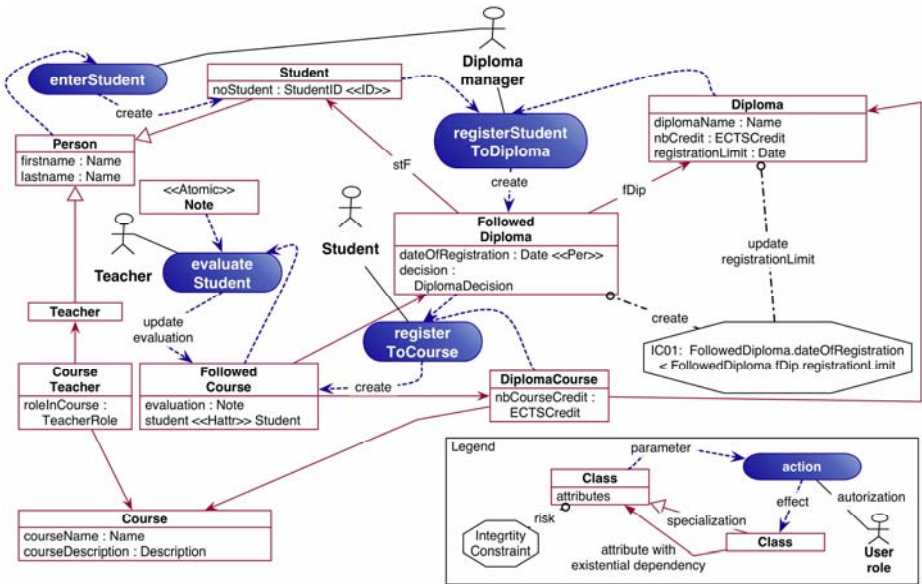 Diploma
manager
enterStudent
create
Student
noStudent : StudentID <<ID>>
Person
firstname : Name
lastname : Name
registerStudent
ToDiploma
create
Diploma
diplomaName : Name
nbCredit : ECTSCredit
registrationLimit : Date
stF
fDip
<<Atomic>>
Note
Teacher
evaluate
Student
Student
Followed
Diploma
dateOfRegistration : Date <<Per>>
decision :
DiplomaDecision
update
registrationLimit
Teacher
update
evaluation
register
ToCourse
create
create
IC01: FollowedDiploma.dateOfRegistration
< FollowedDiploma.fDip.registrationLimit
Course
Teacher
roleInCourse :
TeacherRole
Followed
Course
evaluation : Note
student <<Hattr>> Student
DiplomaCourse
nbCourseCredit :
ECTSCredit
Course
courseName : Name
courseDescription : Description
Legend
parameter
Class
attributes
action
risk
specialization
effect
authorization
Integrtity
Constraint
attribute with
existential dependency
Class
User
role